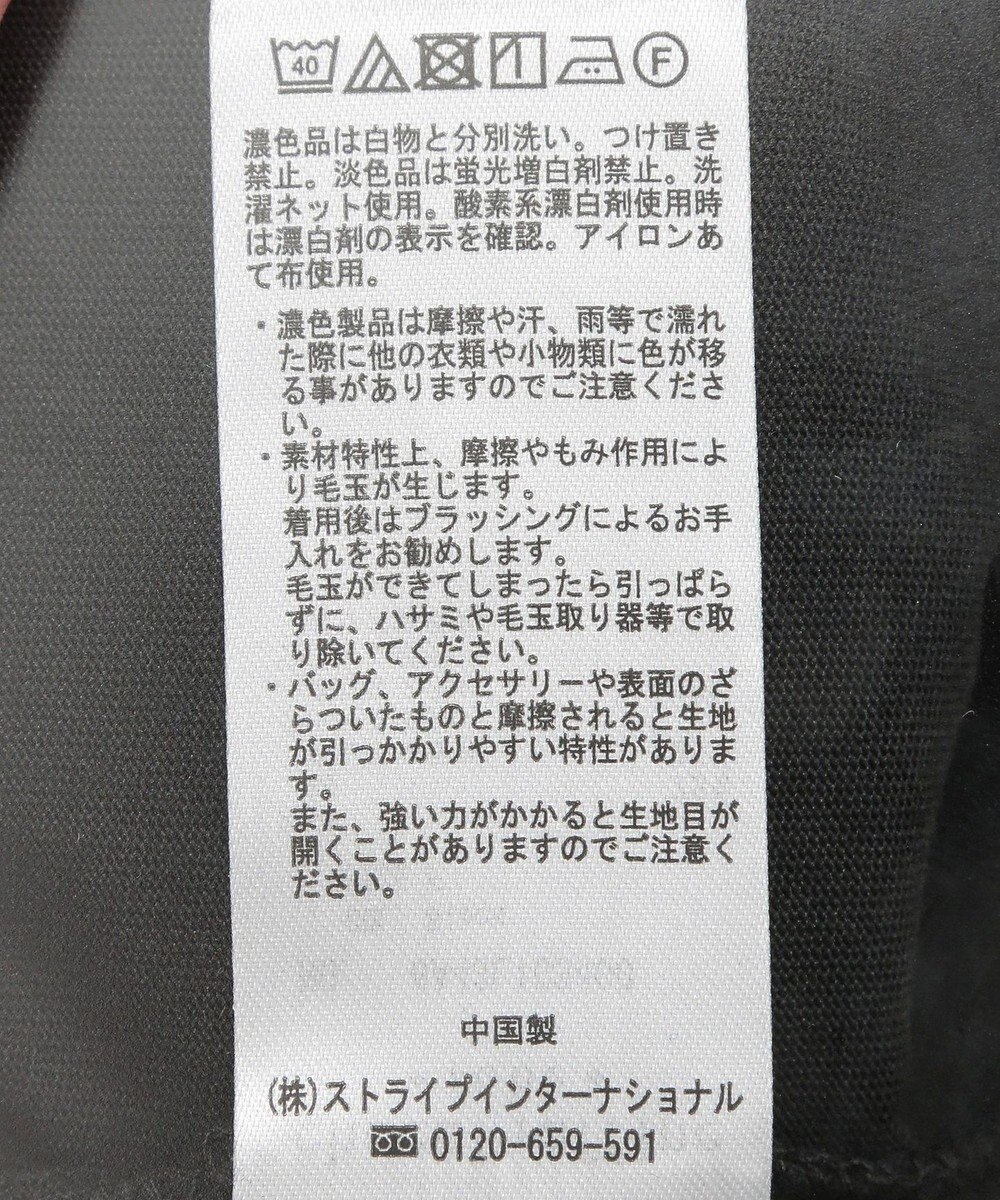 40 F
濃色品は白物と分別洗い。つけ置き
禁止。淡色品は蛍光増白剤禁止。洗
濯ネット使用。酸素系漂白剤使用時
は漂白剤の表示を確認。アイロンあ
て布使用。
・濃色製品は摩擦や汗、雨等で濡れ
た際に他の衣類や小物類に色が移
る事がありますのでご注意くださ
い。
・素材特性上、摩擦やもみ作用によ
り毛玉が生じます。
着用後はブラッシングによるお手
入れをお勧めします。
毛玉ができてしまったら引っぱら
ずに、ハサミや毛玉取り器等で取
り除いてください。
・バッグ、アクセサリーや表面のざ
らついたものと摩擦されると生地
が引っかかりやすい特性がありま
す。
また、強い力がかかると生地目が
開くことがありますのでご注意く
ださい。
中国製
(株)ストライプインターナショナル
0120-659-591